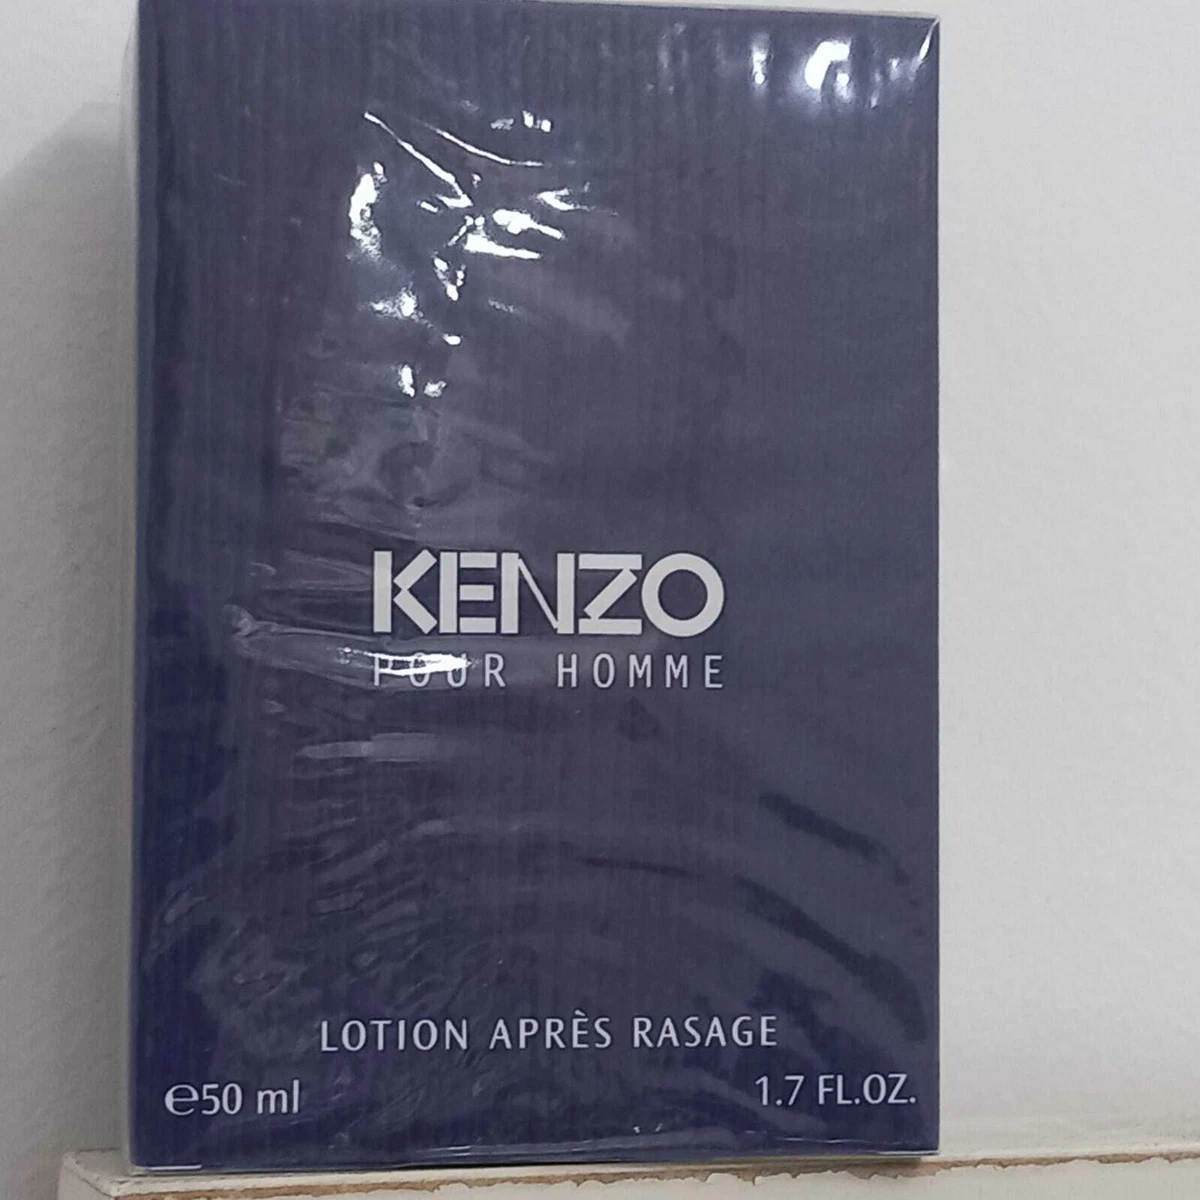 KENZO
POUR HOMME
LOTION APRÈS RASAGE
℮50 ml
1.7 FL.OZ.